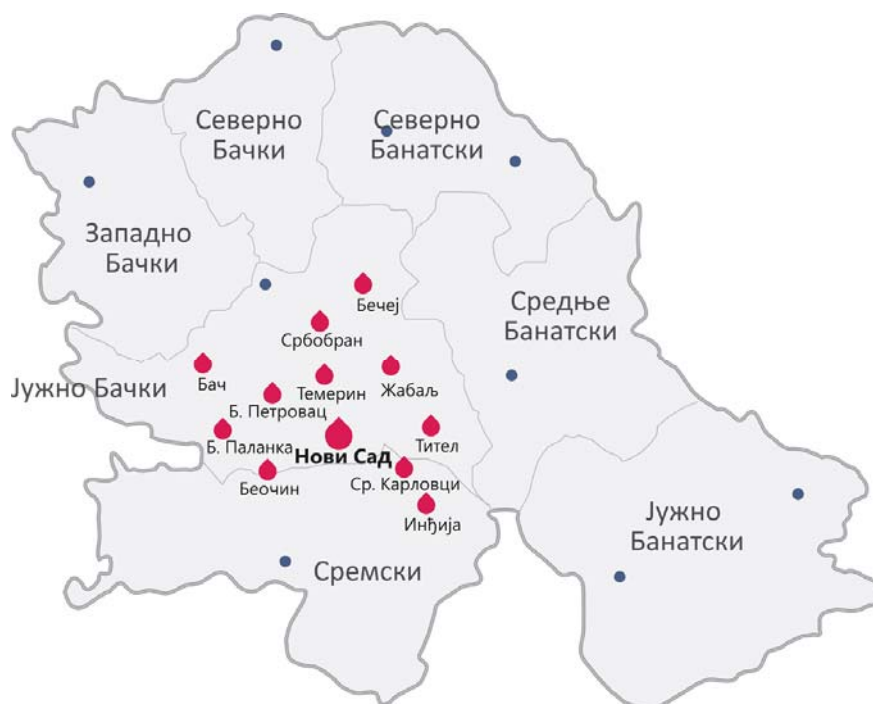 Северно
Бачки
Северно
Банатски
Западно
Бачки
Средње
Банатски
Јужно Бачки
Јужно
Банатски
Сремски
Бечеј
Србобран
Бач
Темерин
Жабаљ
Б. Петровац
Б. Паланка
Нови Сад
Тител
Беочин
Ср. Карловци
Инђија